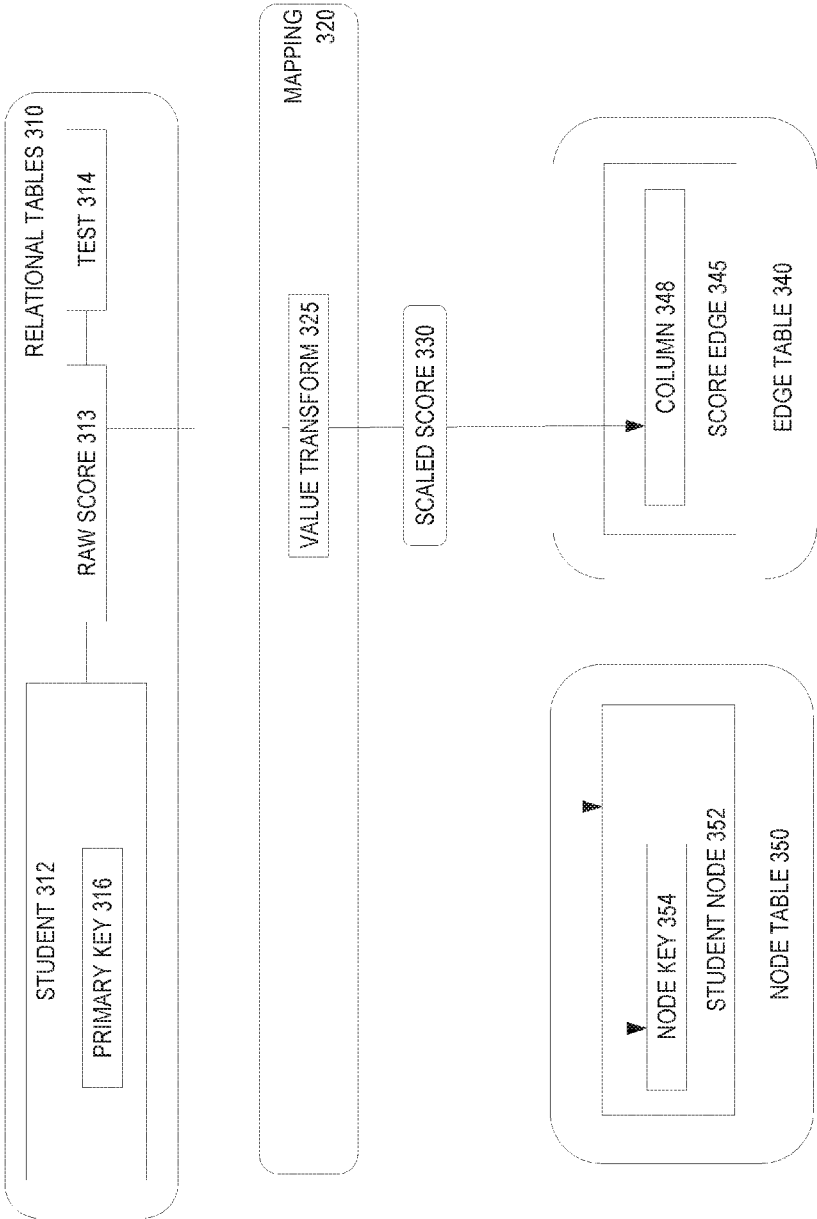 RELATIONAL TABLES 310
STUDENT 312
PRIMARY KEY 316
RAW SCORE 313
TEST 314
MAPPING
320
VALUE TRANSFORM 325
SCALED SCORE 330
NODE KEY 354
STUDENT NODE 352
NODE TABLE 350
COLUMN 348
SCORE EDGE 345
EDGE TABLE 340